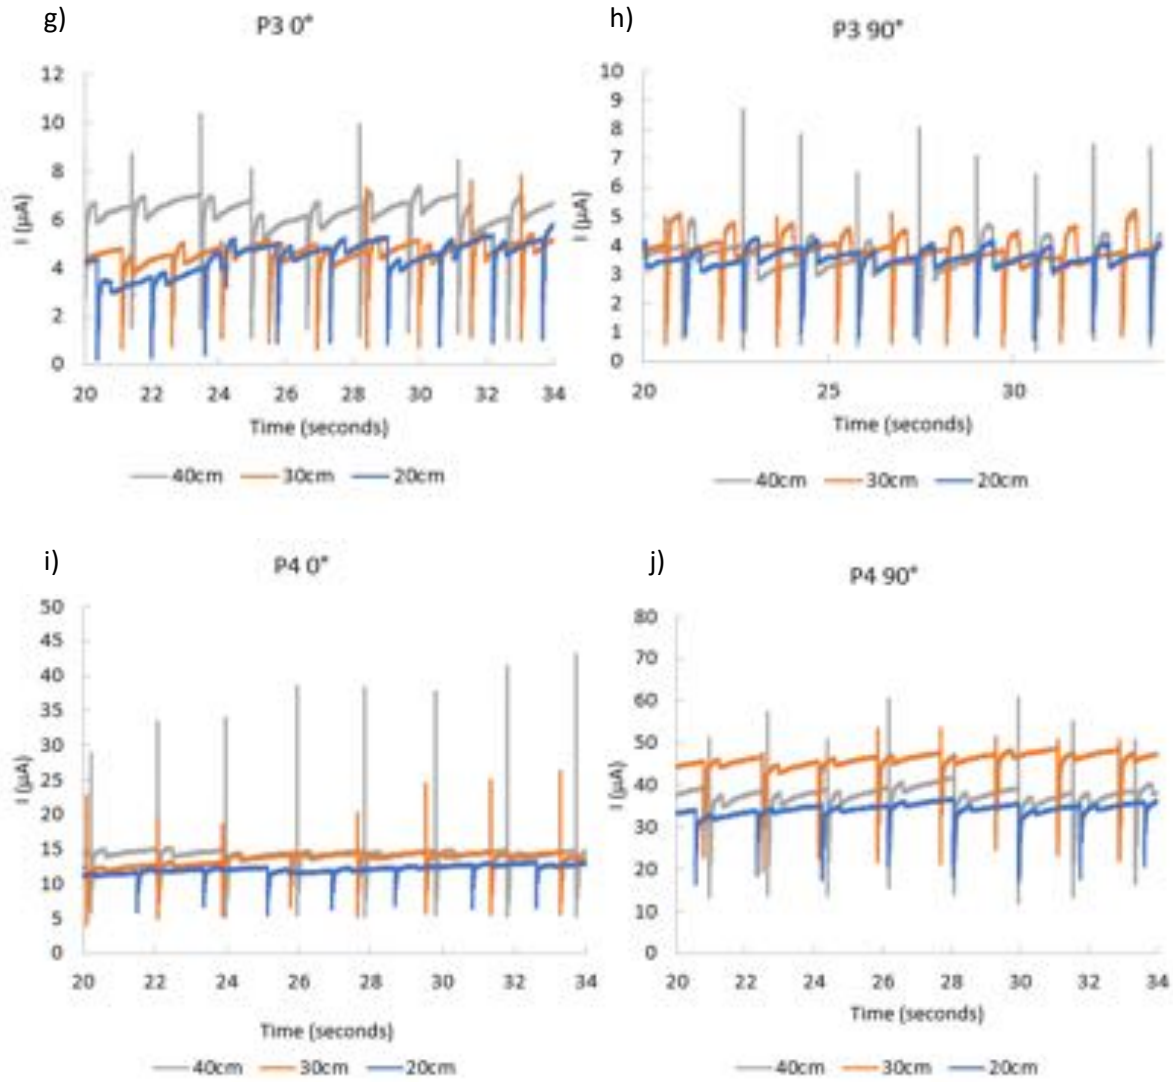 g)
P3 0°
12
10
8
6
4
2
0
I (µA)
20 22 24 26 28 30 32 34
Time (seconds)
40cm 30cm 20cm
h)
P3 90°
10
9
8
7
6
5
4
3
2
1
0
I (µA)
20 25 30
Time (seconds)
40cm 30cm 20cm
i)
P4 0°
50
45
40
35
30
25
20
15
10
5
0
I (µA)
20 22 24 26 28 30 32 34
Time (seconds)
40cm 30cm 20cm
j)
P4 90°
80
70
60
50
40
30
20
10
0
I (µA)
20 22 24 26 28 30 32 34
Time (seconds)
40cm 30cm 20cm